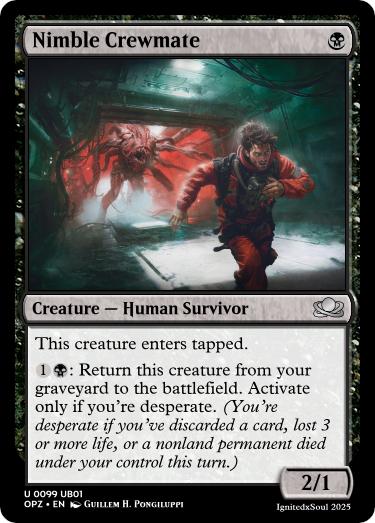 Nimble Crewmate
This creature enters tapped.
Creature — Human Survivor
1 : Return this creature from your
graveyard to the battlefield. Activate
only if you're desperate. (You're
desperate if you've discarded a card, lost 3
or more life, or a nonland permanent died
under your control this turn.)
2/1
U 0099 UB01
OPZ • EN Guillem H. Pongiluppi
IgnitedxSoul 2025